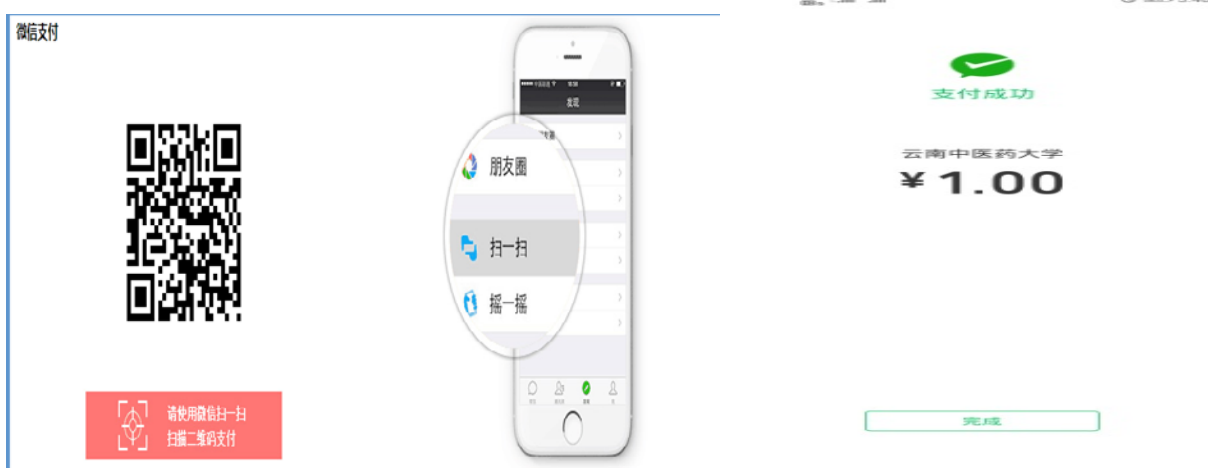 微信支付
发现
朋友圈
扫一扫
摇一摇
请使用微信扫一扫
扫描二维码支付
支付成功
云南中医药大学
¥1.00
完成